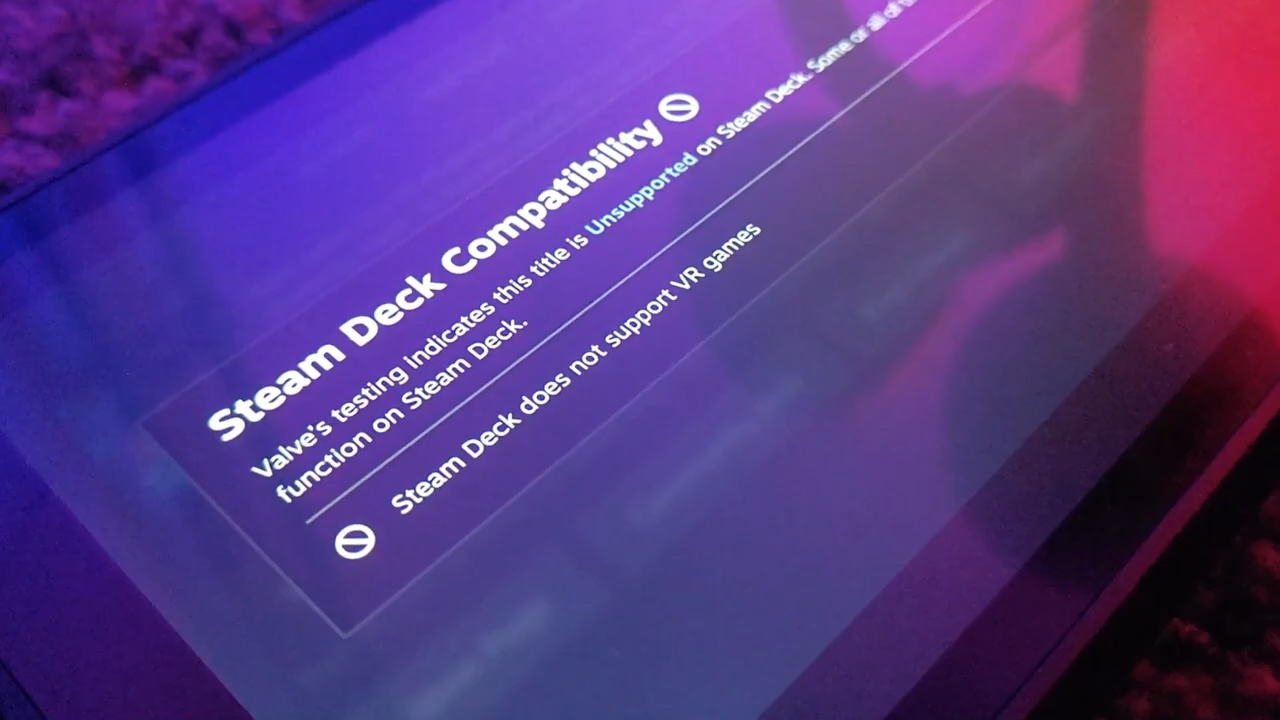 Steam Deck Compatibility
Valve's testing indicates this title is Unsupported on Steam Deck. Some or all of
function on Steam Deck.
Steam Deck does not support VR games